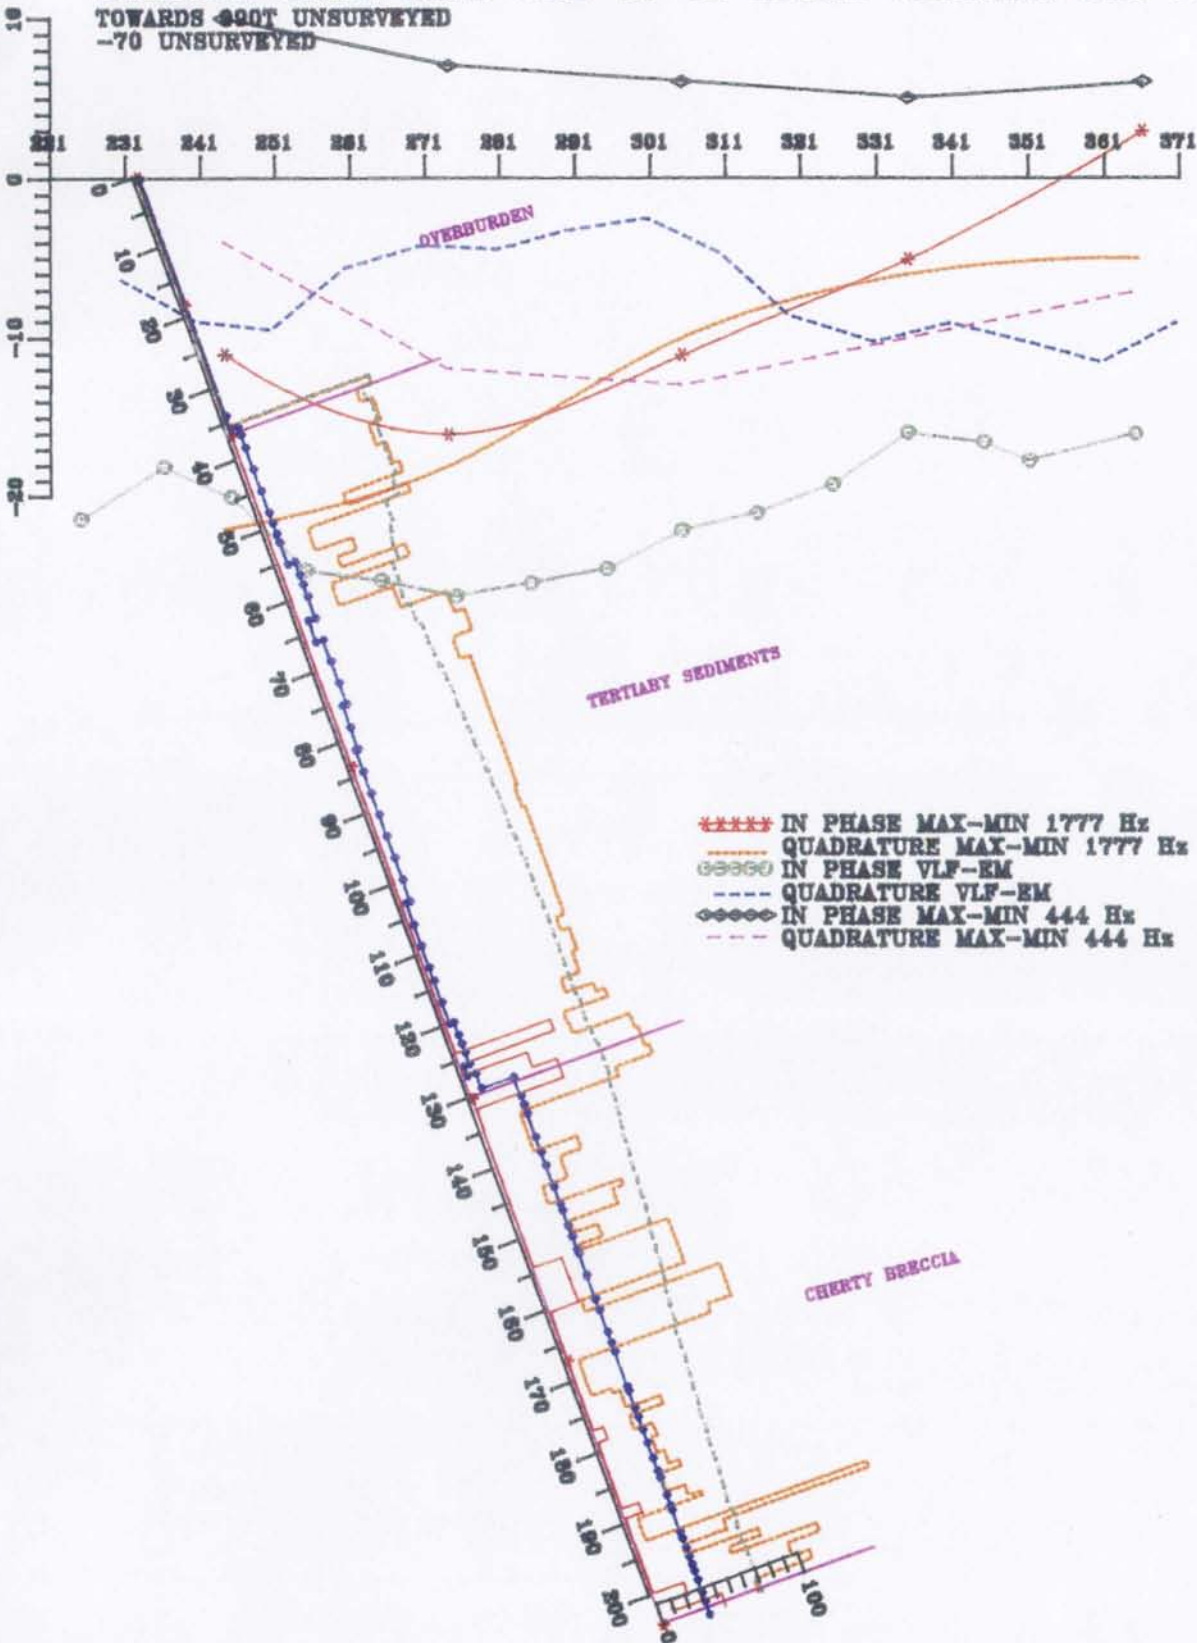 10
TOWARDS
UNSURVEYED
-70 UNSURVEYED
231 241 251 261 271 281 291 301 311 321 331 341 351 361 371
0
-10
-20
OVERBURDEN
TERTIARY SEDIMENTS
CHERTY BRECCIA
IN PHASE MAX-MIN 1777 Hz
QUADRATURE MAX-MIN 1777 Hz
IN PHASE VLF-EM
QUADRATURE VLF-EM
IN PHASE MAX-MIN 444 Hz
QUADRATURE MAX-MIN 444 Hz
0
10
20
30
40
50
60
70
80
90
100
110
120
130
140
150
160
170
180
190
200
0
100